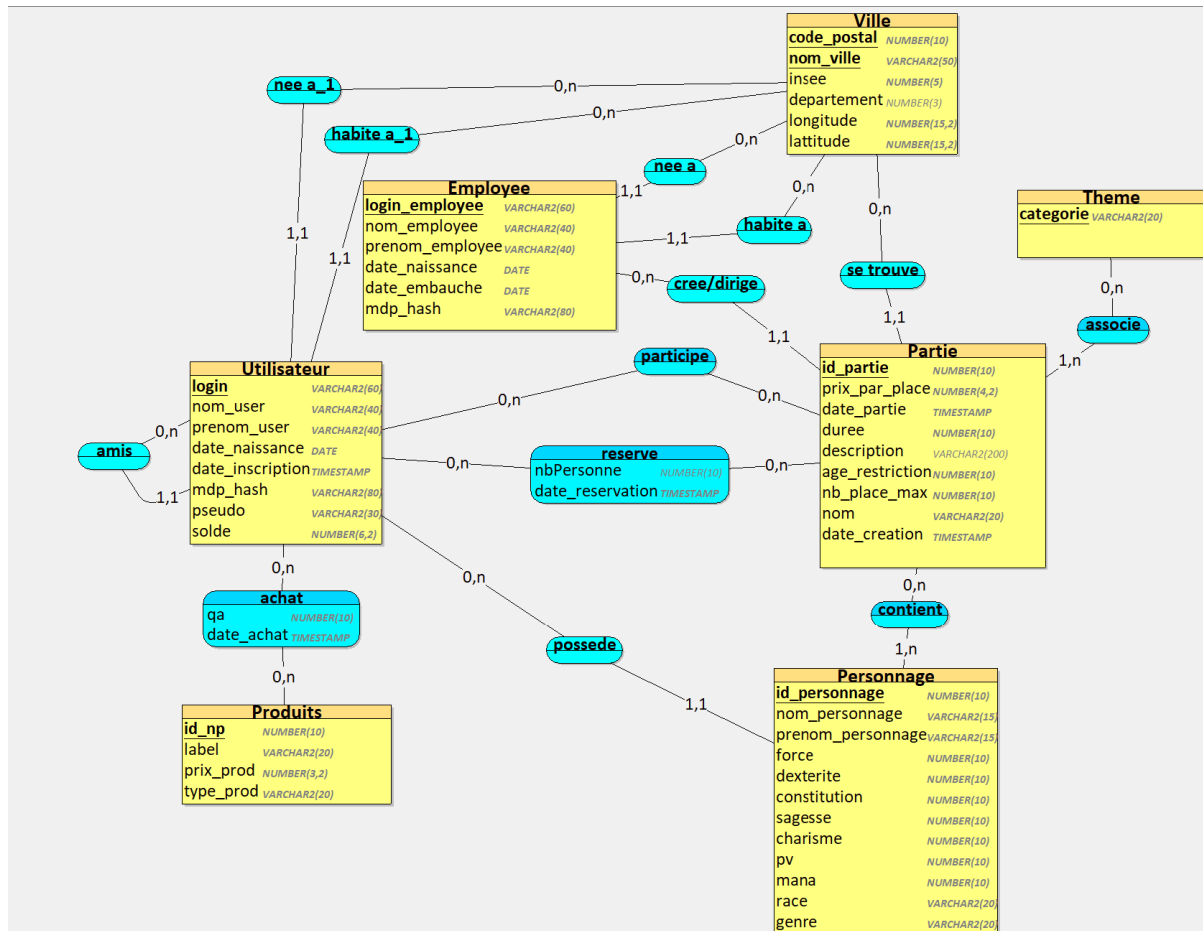 Ville
code_postal NUMBER(10)
nom_ville VARCHAR2(50)
insee NUMBER(5)
departement NUMBER(3)
longitude NUMBER(15,2)
lattitude NUMBER(15,2)
nee a_1
0,n
habite a_1
0,n
0,n
nee a
1,1
0,n
habite a
1,1
0,n
Employee
login_employee VARCHAR2(60)
nom_employee VARCHAR2(40)
prenom_employee VARCHAR2(40)
date_naissance DATE
date_embauche DATE
mdp_hash VARCHAR2(80)
Theme
categorie VARCHAR2(20)
1,1
1,1
0,n
cree/dirige
1,1
se trouve
1,1
0,n
associe
1,n
Utilisateur
login VARCHAR2(60)
nom_user VARCHAR2(40)
prenom_user VARCHAR2(40)
date_naissance DATE
date_inscription TIMESTAMP
mdp_hash VARCHAR2(80)
pseudo VARCHAR2(30)
solde NUMBER(6,2)
participe
0,n
0,n
Partie
id_partie NUMBER(10)
prix_par_place NUMBER(4,2)
date_partie TIMESTAMP
duree NUMBER(10)
description VARCHAR2(200)
age_restriction NUMBER(10)
nb_place_max NUMBER(10)
nom VARCHAR2(20)
date_creation TIMESTAMP
amis
0,n
1,1
0,n
reserve
nbPersonne NUMBER(10)
date_reservation TIMESTAMP
0,n
0,n
achat
qa NUMBER(10)
date_achat TIMESTAMP
0,n
0,n
possede
1,1
0,n
contient
1,n
Produits
id_np NUMBER(10)
label VARCHAR2(20)
prix_prod NUMBER(3,2)
type_prod VARCHAR2(20)
Personnage
id_personnage NUMBER(10)
nom_personnage VARCHAR2(15)
prenom_personnage VARCHAR2(15)
force NUMBER(10)
dexterite NUMBER(10)
constitution NUMBER(10)
sagesse NUMBER(10)
charisme NUMBER(10)
pv NUMBER(10)
mana NUMBER(10)
race VARCHAR2(20)
genre VARCHAR2(20)